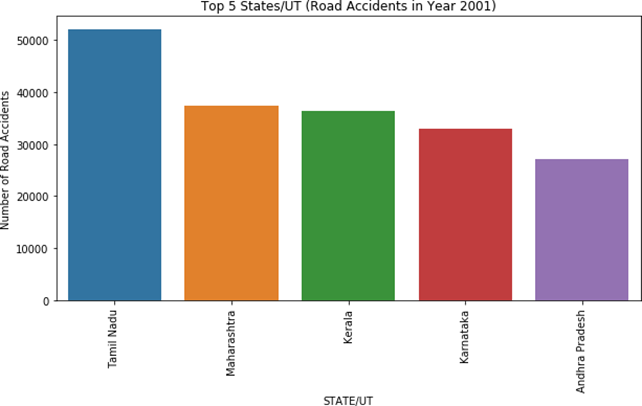 Top 5 States/UT (Road Accidents in Year 2001)
Number of Road Accidents
50000
40000
30000
20000
10000
0
Tamil Nadu
Maharashtra
Kerala
Karnataka
Andhra Pradesh
STATE/UT